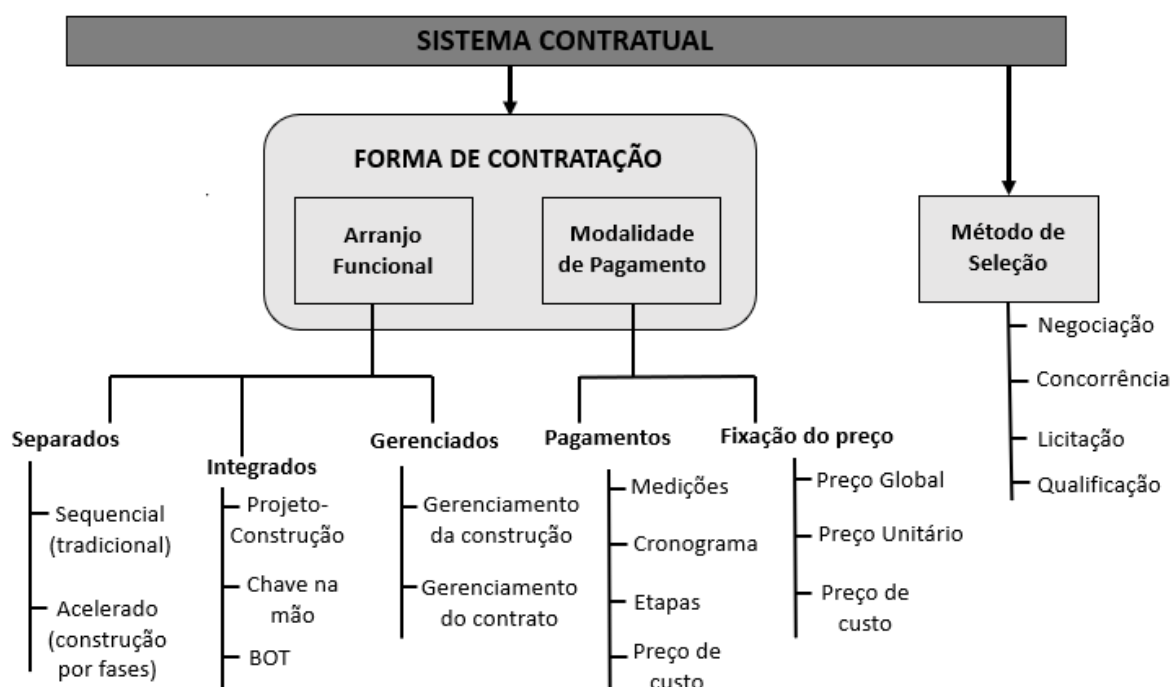 SISTEMA CONTRATUAL
FORMA DE CONTRATAÇÃO
Arranjo
Funcional
Modalidade
de Pagamento
Método de
Seleção
Negociação
Concorrência
Licitação
Qualificação
Separados
Sequencial
(tradicional)
Acelerado
(construção
por fases)
Integrados
Projeto-
Construção
Chave na
mão
BOT
Gerenciados
Gerenciamento
da construção
Gerenciamento
do contrato
Pagamentos
Medições
Cronograma
Etapas
Preço de
custo
Fixação do preço
Preço Global
Preço Unitário
Preço de
custo